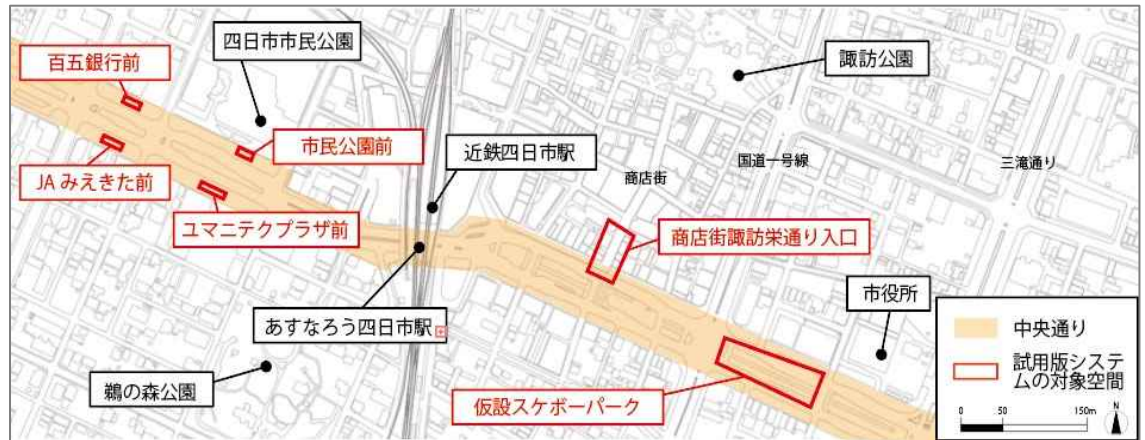 百五銀行前
四日市市民公園
諏訪公園
JAみえきた前
市民公園前
近鉄四日市駅
商店街
国道一号線
三滝通り
ユマニテクプラザ前
商店街諏訪栄通り入口
あすなろう四日市駅
市役所
鵜の森公園
仮設スケボーパーク
中央通り
試用版システ
ムの対象空間
0 50 150m
N